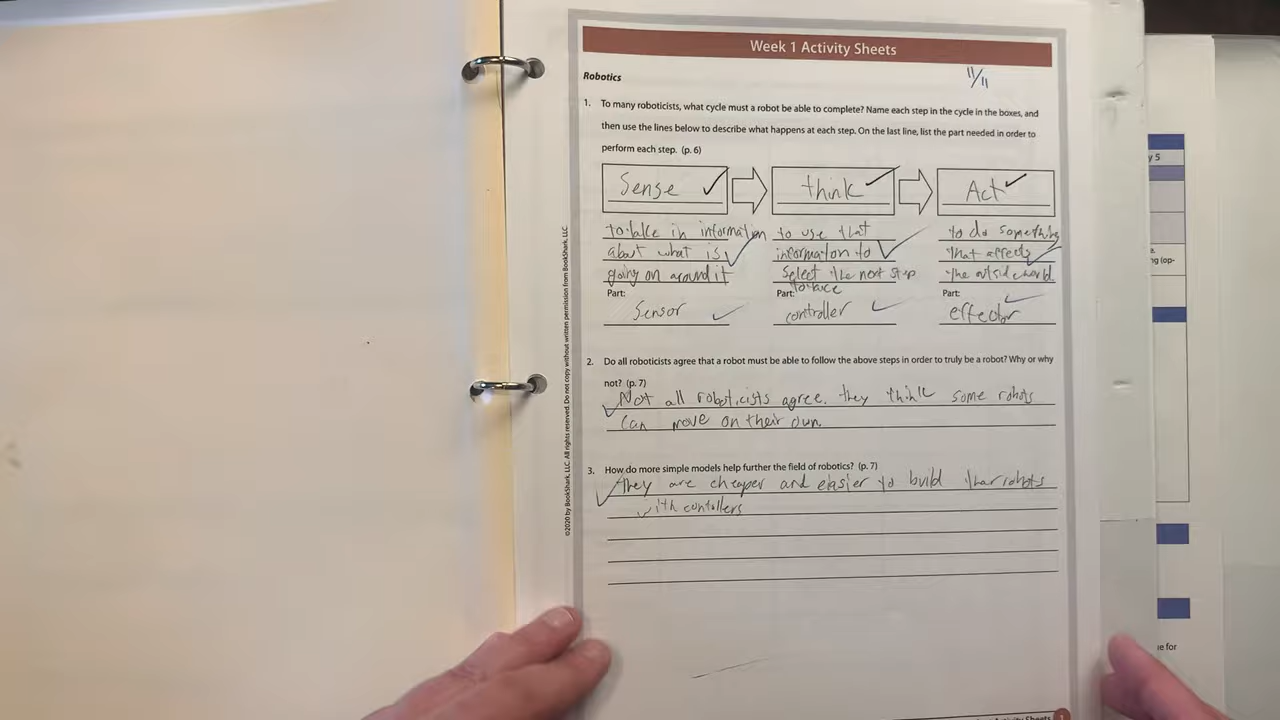 Week 1 Activity Sheets
Robotics
11/11
1. To many roboticists, what cycle must a robot be able to complete? Name each step in the cycle in the boxes, and
then use the lines below to describe what happens at each step. On the last line, list the part needed in order to
perform each step. (p. 6)
Sense
think
Act
to take in information
about what is
going on around it
to use that
information to
select the next step
to take
to do something
that affects
the outside world
Part:
Sensor
Part:
controller
Part:
effector
2. Do all roboticists agree that a robot must be able to follow the above steps in order to truly be a robot? Why or why
not? (p. 7)
Not all roboticists agree. they think some robots
can move on their own.
3. How do more simple models help further the field of robotics? (p. 7)
They are cheaper and easier to build than robots
with contollers
©2020 by BookShark, LLC. All rights reserved. Do not copy without written permission from BookShark, LLC.
Activity Sheets
y 5
ng (op-
ue for